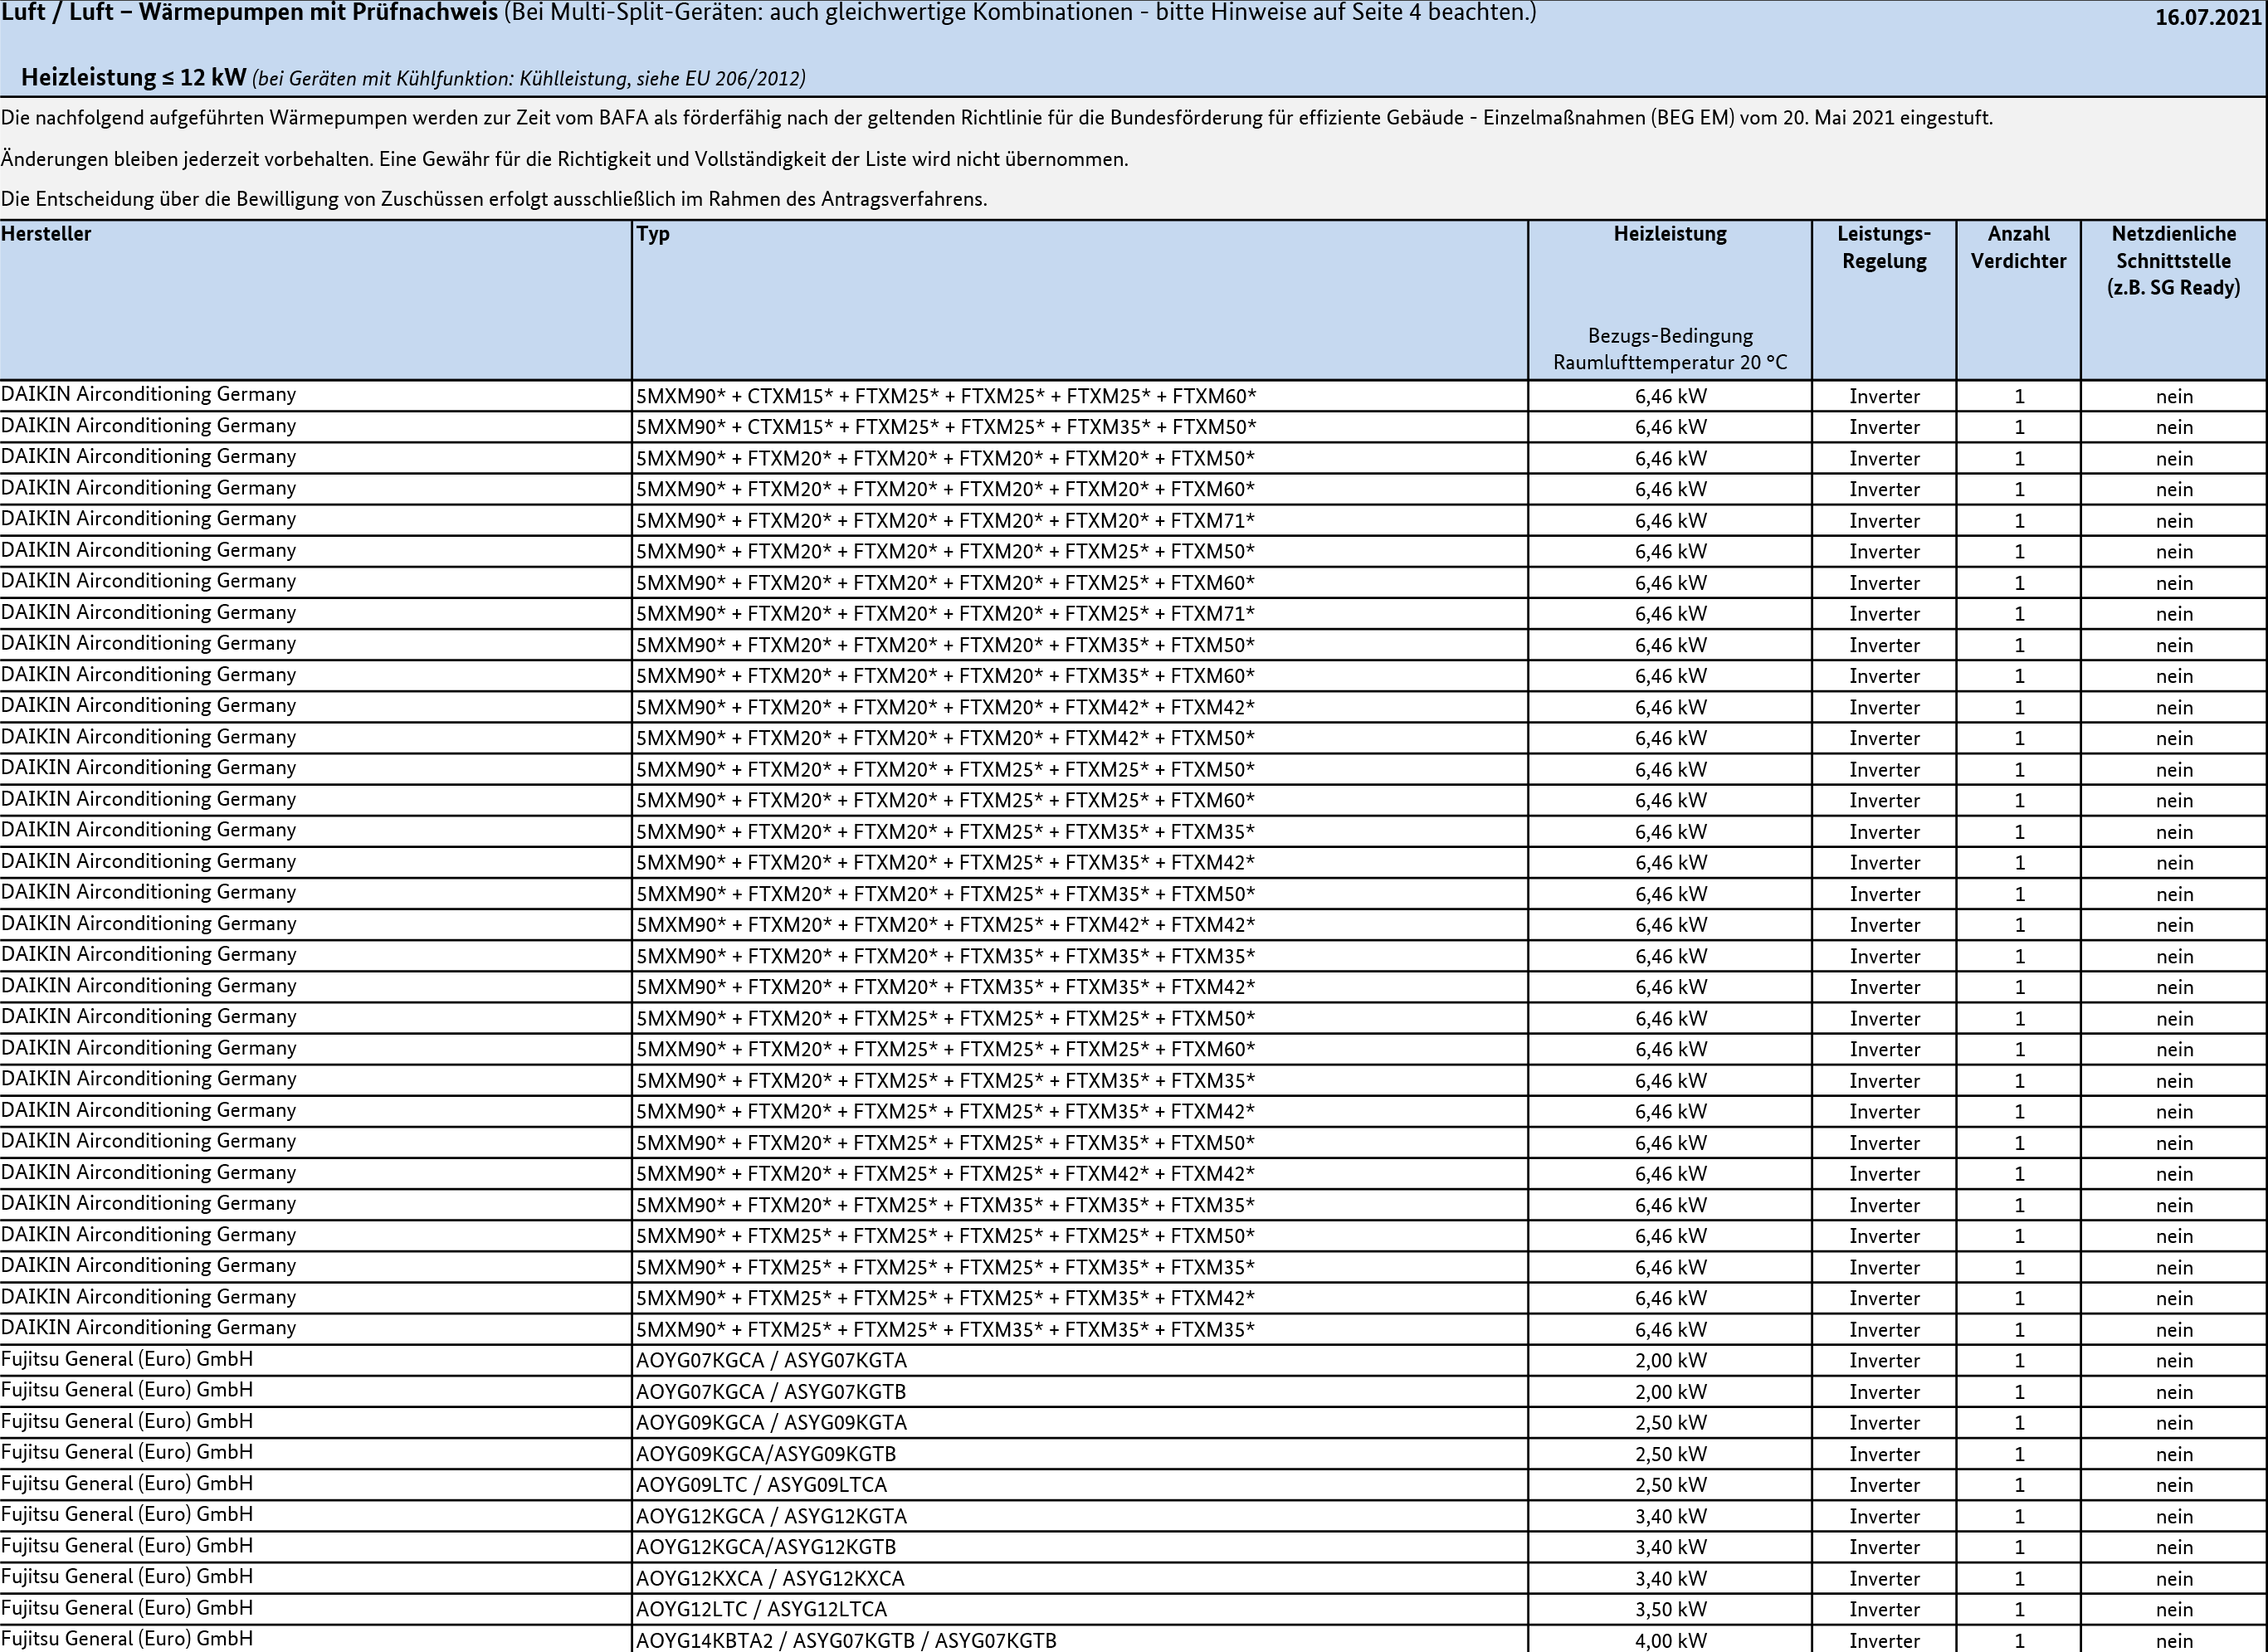 Luft / Luft – Wärmepumpen mit Prüfnachweis (Bei Multi-Split-Geräten: auch gleichwertige Kombinationen - bitte Hinweise auf Seite 4 beachten.) 16.07.2021
Heizleistung ≤ 12 kW (bei Geräten mit Kühlfunktion: Kühlleistung, siehe EU 206/2012)
Die nachfolgend aufgeführten Wärmepumpen werden zur Zeit vom BAFA als förderfähig nach der geltenden Richtlinie für die Bundesförderung für effiziente Gebäude - Einzelmaßnahmen (BEG EM) vom 20. Mai 2021 eingestuft.
Änderungen bleiben jederzeit vorbehalten. Eine Gewähr für die Richtigkeit und Vollständigkeit der Liste wird nicht übernommen.
Die Entscheidung über die Bewilligung von Zuschüssen erfolgt ausschließlich im Rahmen des Antragsverfahrens.
Hersteller Typ Heizleistung Leistungs- Anzahl Netzdienliche
Regelung Verdichter Schnittstelle
(z.B. SG Ready)
Bezugs-Bedingung
Raumlufttemperatur 20 °C
DAIKIN Airconditioning Germany 5MXM90* + CTXM15* + FTXM25* + FTXM25* + FTXM25* + FTXM60* 6,46 kW Inverter 1 nein
DAIKIN Airconditioning Germany 5MXM90* + CTXM15* + FTXM25* + FTXM25* + FTXM35* + FTXM50* 6,46 kW Inverter 1 nein
DAIKIN Airconditioning Germany 5MXM90* + FTXM20* + FTXM20* + FTXM20* + FTXM20* + FTXM50* 6,46 kW Inverter 1 nein
DAIKIN Airconditioning Germany 5MXM90* + FTXM20* + FTXM20* + FTXM20* + FTXM20* + FTXM60* 6,46 kW Inverter 1 nein
DAIKIN Airconditioning Germany 5MXM90* + FTXM20* + FTXM20* + FTXM20* + FTXM20* + FTXM71* 6,46 kW Inverter 1 nein
DAIKIN Airconditioning Germany 5MXM90* + FTXM20* + FTXM20* + FTXM20* + FTXM25* + FTXM50* 6,46 kW Inverter 1 nein
DAIKIN Airconditioning Germany 5MXM90* + FTXM20* + FTXM20* + FTXM20* + FTXM25* + FTXM60* 6,46 kW Inverter 1 nein
DAIKIN Airconditioning Germany 5MXM90* + FTXM20* + FTXM20* + FTXM20* + FTXM25* + FTXM71* 6,46 kW Inverter 1 nein
DAIKIN Airconditioning Germany 5MXM90* + FTXM20* + FTXM20* + FTXM20* + FTXM35* + FTXM50* 6,46 kW Inverter 1 nein
DAIKIN Airconditioning Germany 5MXM90* + FTXM20* + FTXM20* + FTXM20* + FTXM35* + FTXM60* 6,46 kW Inverter 1 nein
DAIKIN Airconditioning Germany 5MXM90* + FTXM20* + FTXM20* + FTXM20* + FTXM42* + FTXM42* 6,46 kW Inverter 1 nein
DAIKIN Airconditioning Germany 5MXM90* + FTXM20* + FTXM20* + FTXM20* + FTXM42* + FTXM50* 6,46 kW Inverter 1 nein
DAIKIN Airconditioning Germany 5MXM90* + FTXM20* + FTXM20* + FTXM25* + FTXM25* + FTXM50* 6,46 kW Inverter 1 nein
DAIKIN Airconditioning Germany 5MXM90* + FTXM20* + FTXM20* + FTXM25* + FTXM25* + FTXM60* 6,46 kW Inverter 1 nein
DAIKIN Airconditioning Germany 5MXM90* + FTXM20* + FTXM20* + FTXM25* + FTXM35* + FTXM35* 6,46 kW Inverter 1 nein
DAIKIN Airconditioning Germany 5MXM90* + FTXM20* + FTXM20* + FTXM25* + FTXM35* + FTXM42* 6,46 kW Inverter 1 nein
DAIKIN Airconditioning Germany 5MXM90* + FTXM20* + FTXM20* + FTXM25* + FTXM35* + FTXM50* 6,46 kW Inverter 1 nein
DAIKIN Airconditioning Germany 5MXM90* + FTXM20* + FTXM20* + FTXM25* + FTXM42* + FTXM42* 6,46 kW Inverter 1 nein
DAIKIN Airconditioning Germany 5MXM90* + FTXM20* + FTXM20* + FTXM35* + FTXM35* + FTXM35* 6,46 kW Inverter 1 nein
DAIKIN Airconditioning Germany 5MXM90* + FTXM20* + FTXM20* + FTXM35* + FTXM35* + FTXM42* 6,46 kW Inverter 1 nein
DAIKIN Airconditioning Germany 5MXM90* + FTXM20* + FTXM25* + FTXM25* + FTXM25* + FTXM50* 6,46 kW Inverter 1 nein
DAIKIN Airconditioning Germany 5MXM90* + FTXM20* + FTXM25* + FTXM25* + FTXM25* + FTXM60* 6,46 kW Inverter 1 nein
DAIKIN Airconditioning Germany 5MXM90* + FTXM20* + FTXM25* + FTXM25* + FTXM35* + FTXM35* 6,46 kW Inverter 1 nein
DAIKIN Airconditioning Germany 5MXM90* + FTXM20* + FTXM25* + FTXM25* + FTXM35* + FTXM42* 6,46 kW Inverter 1 nein
DAIKIN Airconditioning Germany 5MXM90* + FTXM20* + FTXM25* + FTXM25* + FTXM35* + FTXM50* 6,46 kW Inverter 1 nein
DAIKIN Airconditioning Germany 5MXM90* + FTXM20* + FTXM25* + FTXM25* + FTXM42* + FTXM42* 6,46 kW Inverter 1 nein
DAIKIN Airconditioning Germany 5MXM90* + FTXM20* + FTXM25* + FTXM35* + FTXM35* + FTXM35* 6,46 kW Inverter 1 nein
DAIKIN Airconditioning Germany 5MXM90* + FTXM25* + FTXM25* + FTXM25* + FTXM25* + FTXM50* 6,46 kW Inverter 1 nein
DAIKIN Airconditioning Germany 5MXM90* + FTXM25* + FTXM25* + FTXM25* + FTXM35* + FTXM35* 6,46 kW Inverter 1 nein
DAIKIN Airconditioning Germany 5MXM90* + FTXM25* + FTXM25* + FTXM25* + FTXM35* + FTXM42* 6,46 kW Inverter 1 nein
DAIKIN Airconditioning Germany 5MXM90* + FTXM25* + FTXM25* + FTXM35* + FTXM35* + FTXM35* 6,46 kW Inverter 1 nein
Fujitsu General (Euro) GmbH AOYG07KGCA / ASYG07KGTA 2,00 kW Inverter 1 nein
Fujitsu General (Euro) GmbH AOYG07KGCA / ASYG07KGTB 2,00 kW Inverter 1 nein
Fujitsu General (Euro) GmbH AOYG09KGCA / ASYG09KGTA 2,50 kW Inverter 1 nein
Fujitsu General (Euro) GmbH AOYG09KGCA/ASYG09KGTB 2,50 kW Inverter 1 nein
Fujitsu General (Euro) GmbH AOYG09LTC / ASYG09LTCA 2,50 kW Inverter 1 nein
Fujitsu General (Euro) GmbH AOYG12KGCA / ASYG12KGTA 3,40 kW Inverter 1 nein
Fujitsu General (Euro) GmbH AOYG12KGCA/ASYG12KGTB 3,40 kW Inverter 1 nein
Fujitsu General (Euro) GmbH AOYG12KXCA / ASYG12KXCA 3,40 kW Inverter 1 nein
Fujitsu General (Euro) GmbH AOYG12LTC / ASYG12LTCA 3,50 kW Inverter 1 nein
Fujitsu General (Euro) GmbH AOYG14KBTA2 / ASYG07KGTB / ASYG07KGTB 4,00 kW Inverter 1 nein